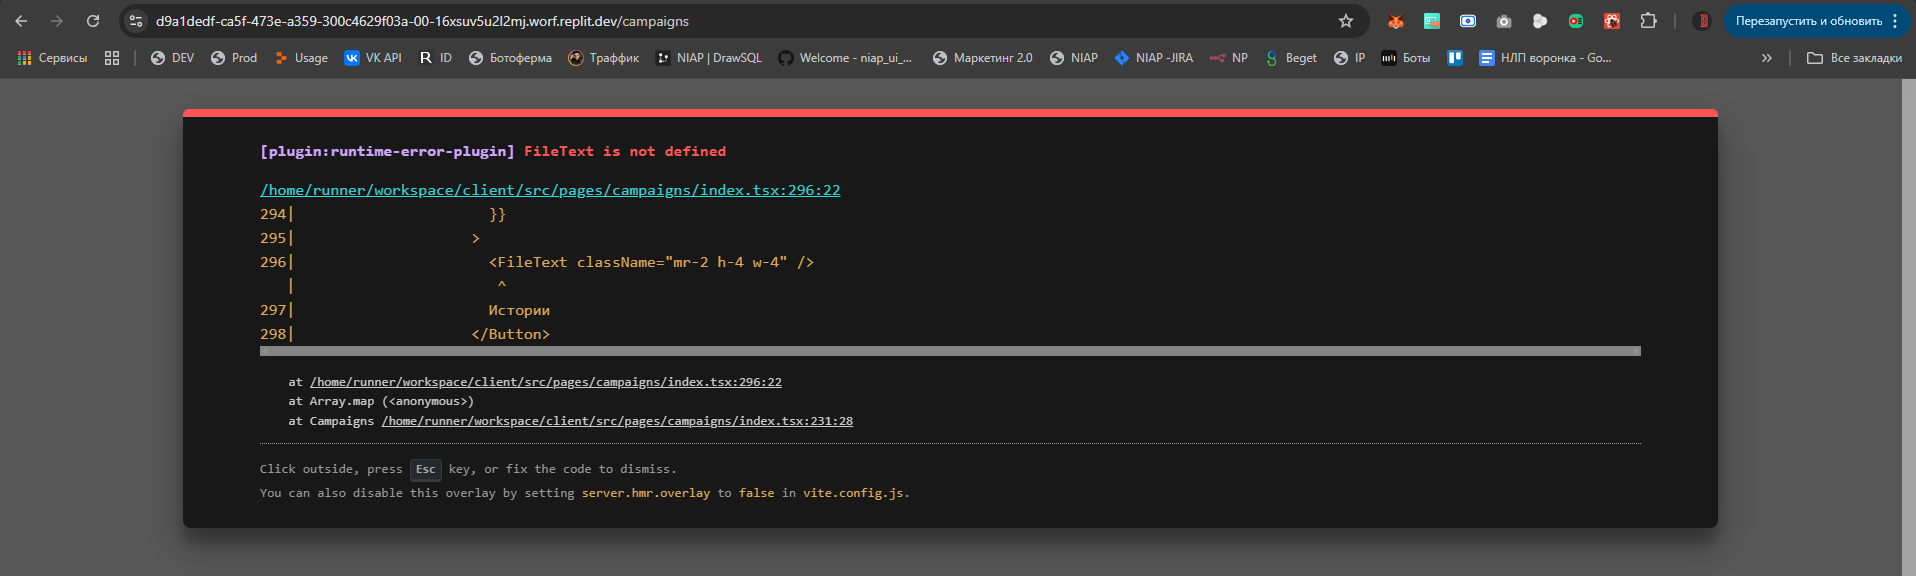 d9a1dedf-ca5f-473e-a359-300c4629f03a-00-16xsuv5u2l2mj.worf.replit.dev/campaigns
Перезапустить и обновить
Сервисы DEV Prod Usage VK API ID Ботоферма Траффик NIAP | DrawSQL Welcome - niap_ui_... Маркетинг 2.0 NIAP NIAP -JIRA NP Beget IP Боты НЛП воронка - Go... » Все закладки
[plugin:runtime-error-plugin] FileText is not defined
/home/runner/workspace/client/src/pages/campaigns/index.tsx:296:22
294| }}
295| >
296| <FileText className="mr-2 h-4 w-4" />
| ^
297| Истории
298| </Button>
at /home/runner/workspace/client/src/pages/campaigns/index.tsx:296:22
at Array.map (<anonymous>)
at Campaigns /home/runner/workspace/client/src/pages/campaigns/index.tsx:231:28
Click outside, press Esc key, or fix the code to dismiss.
You can also disable this overlay by setting server.hmr.overlay to false in vite.config.js.